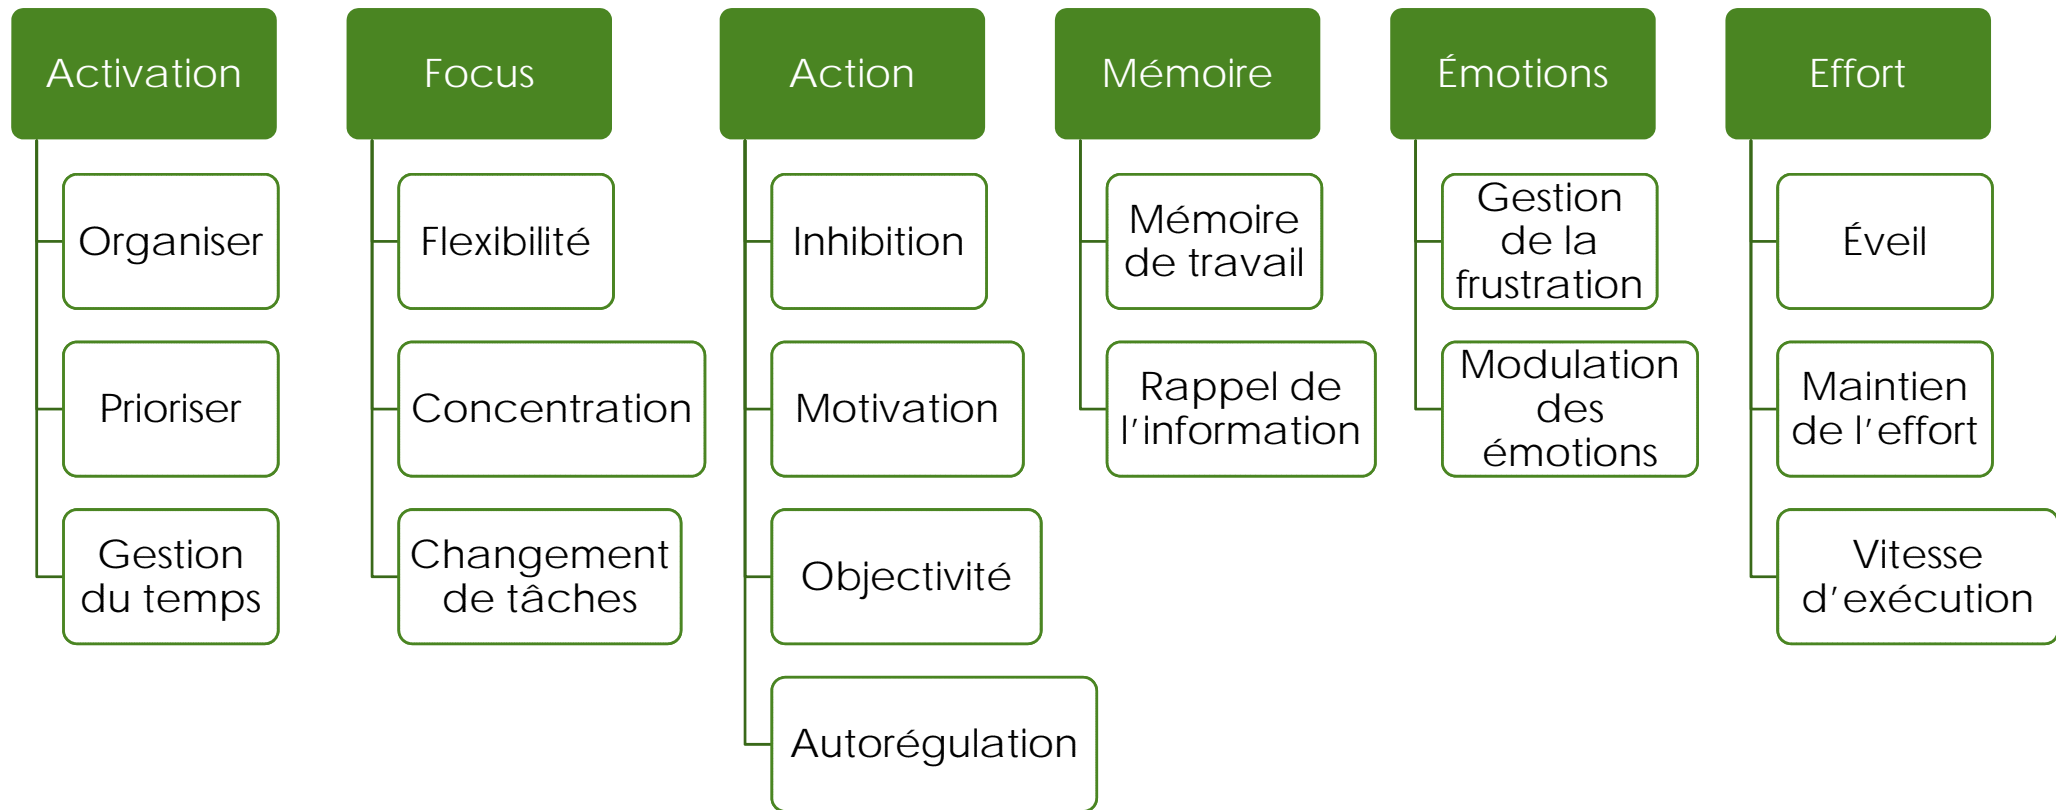 Activation
Organiser
Prioriser
Gestion
du temps
Focus
Flexibilité
Concentration
Changement
de tâches
Action
Inhibition
Motivation
Objectivité
Autorégulation
Mémoire
Mémoire
de travail
Rappel de
l’information
Émotions
Gestion
de la
frustration
Modulation
des
émotions
Effort
Éveil
Maintien
de l’effort
Vitesse
d’exécution